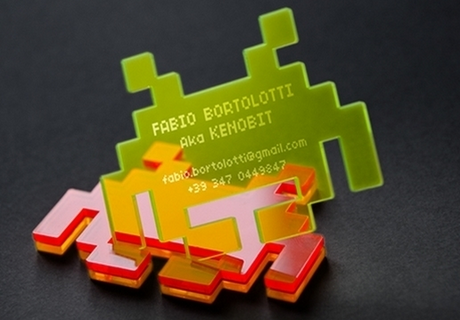 FABIO BORTOLOTTI
Aka KENOBIT
fabio.bortolotti@gmail.com
+39 347 0449847